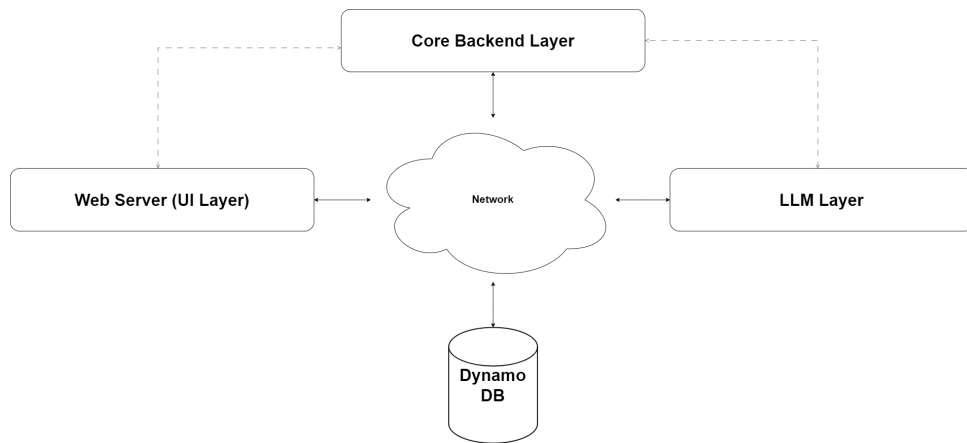 Core Backend Layer
Web Server (UI Layer)
Network
LLM Layer
Dynamo
DB